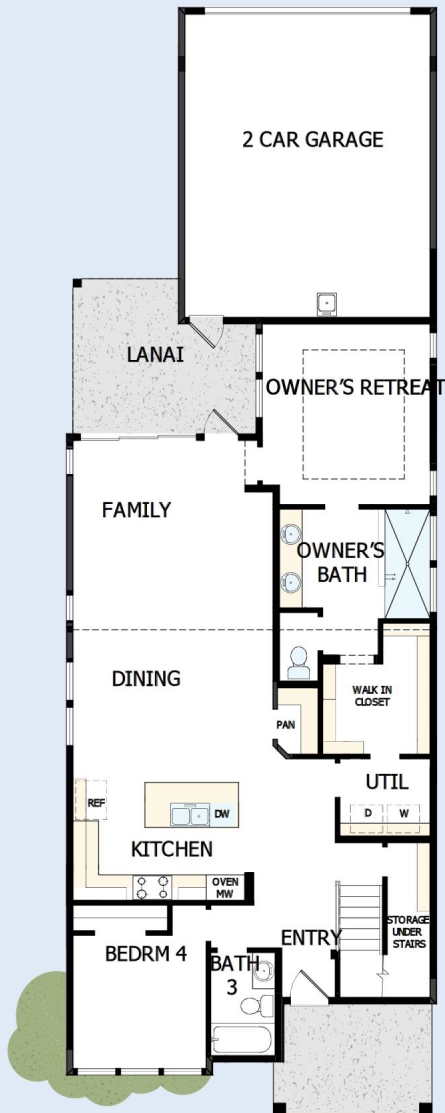 2 CAR GARAGE
LANAI
OWNER'S RETREAT
FAMILY
OWNER'S
BATH
DINING
WALK IN
CLOSET
PAN
UTIL
REF
DW
D
W
KITCHEN
OVEN
MW
ENTRY
STORAGE
UNDER
STAIRS
BEDRM 4
BATH
3